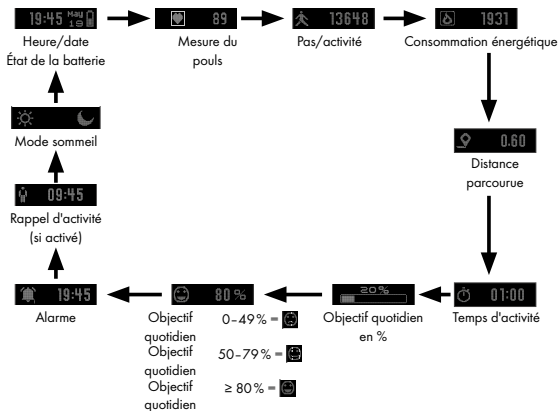 19:45 May 18
Heure/date
État de la batterie
89
Mesure du
pouls
13648
Pas/activité
1931
Consommation énergétique
0.60
Distance
parcourue
01:00
Temps d'activité
20%
Objectif quotidien
en %
80%
Objectif
quotidien
0–49% =
Objectif
quotidien
50–79% =
Objectif
quotidien
≥ 80% =
19:45
Alarme
09:45
Rappel d'activité
(si activé)
Mode sommeil